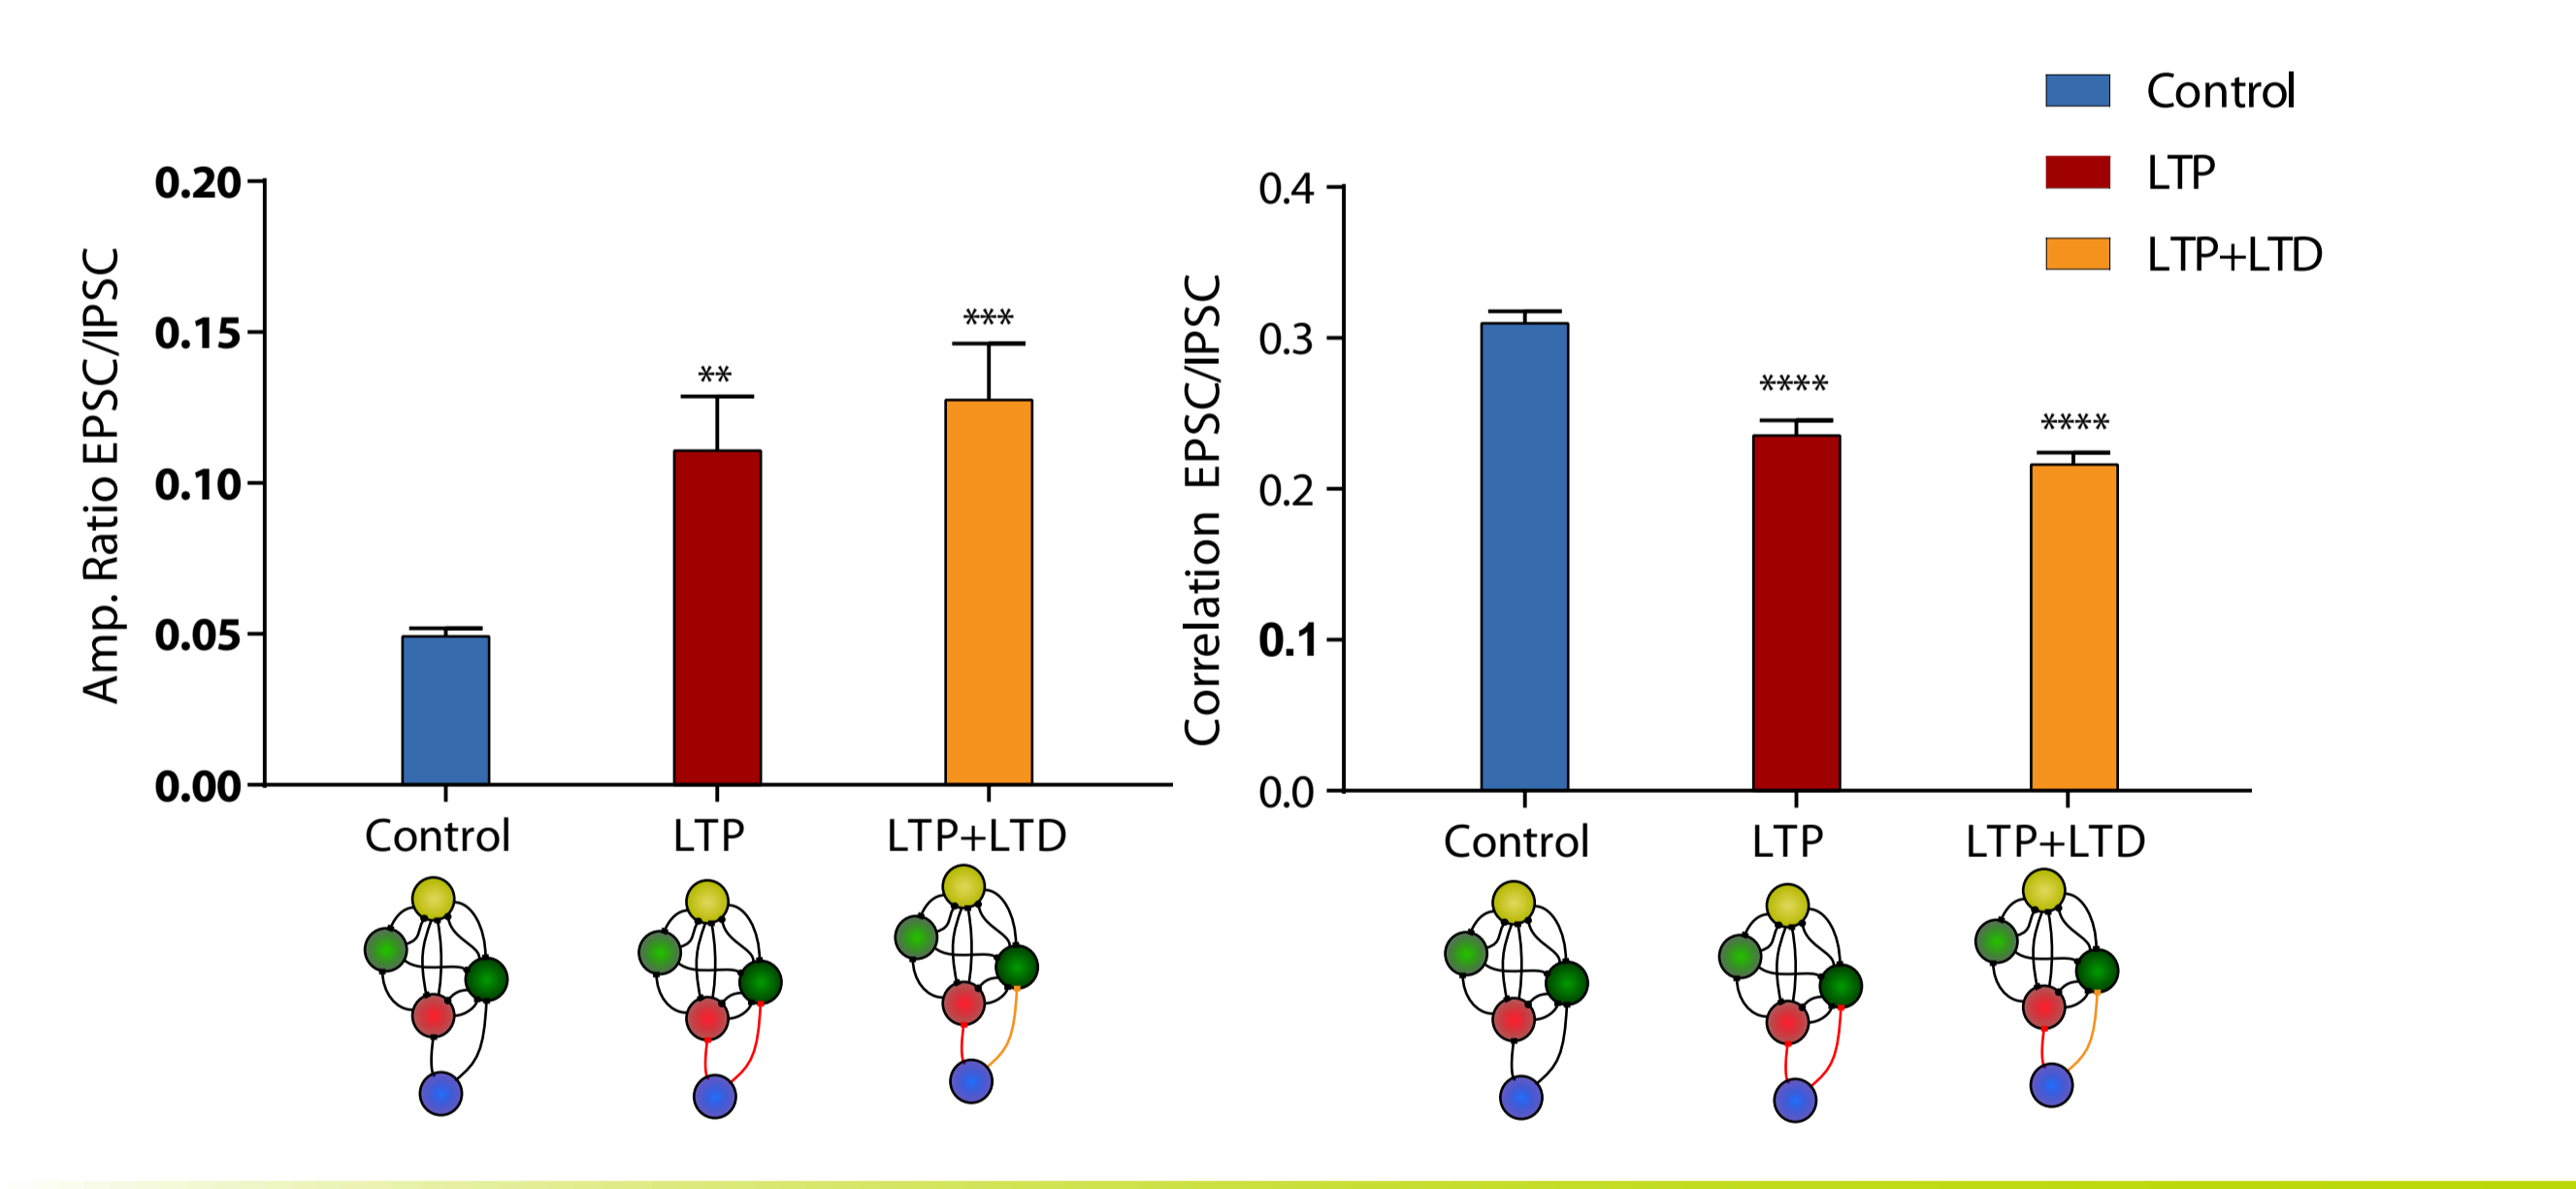 Control
LTP
LTP+LTD
Amp. Ratio EPSC/IPSC
0.20
0.15
0.10
0.05
0.00
**
***
Control LTP LTP+LTD
Correlation EPSC/IPSC
0.4
0.3
0.2
0.1
0.0
****
****
Control LTP LTP+LTD